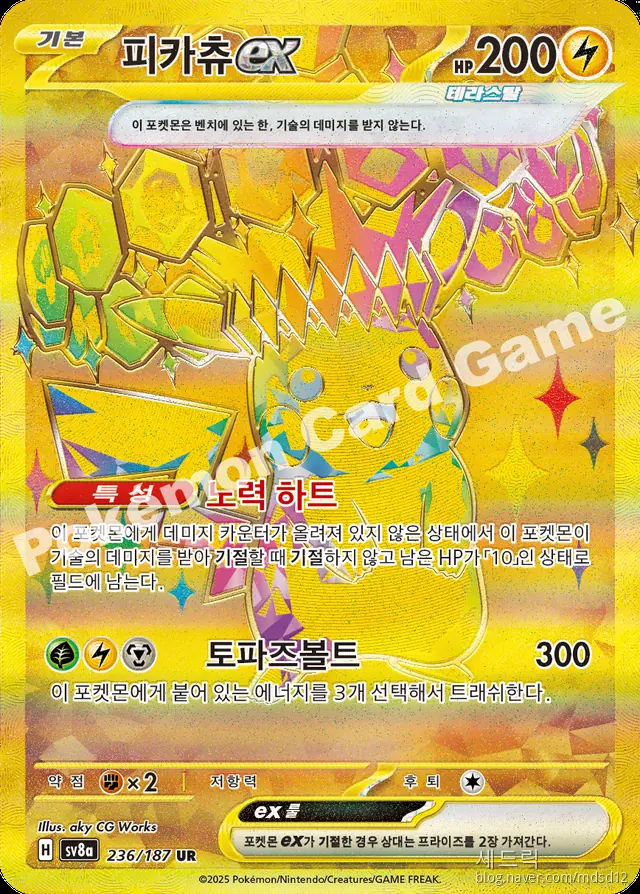 기본 피카츄ex HP200
테라스탈
이 포켓몬은 벤치에 있는 한, 기술의 데미지를 받지 않는다.
Pokémon Card Game
특성 노력 하트
이 포켓몬에게 데미지 카운터가 올려져 있지 않은 상태에서 이 포켓몬이
기술의 데미지를 받아 기절할 때 기절하지 않고 남은 HP가 「10」인 상태로
필드에 남는다.
토파즈볼트 300
이 포켓몬에게 붙어 있는 에너지를 3개 선택해서 트래쉬한다.
약점 ×2 저항력 후퇴
ex 룰
포켓몬 ex가 기절한 경우 상대는 프라이즈를 2장 가져간다.
Illus. aky CG Works
H sv8a 236/187 UR
©2025 Pokémon/Nintendo/Creatures/GAME FREAK.
세드릭
blog.naver.com/mdsd12